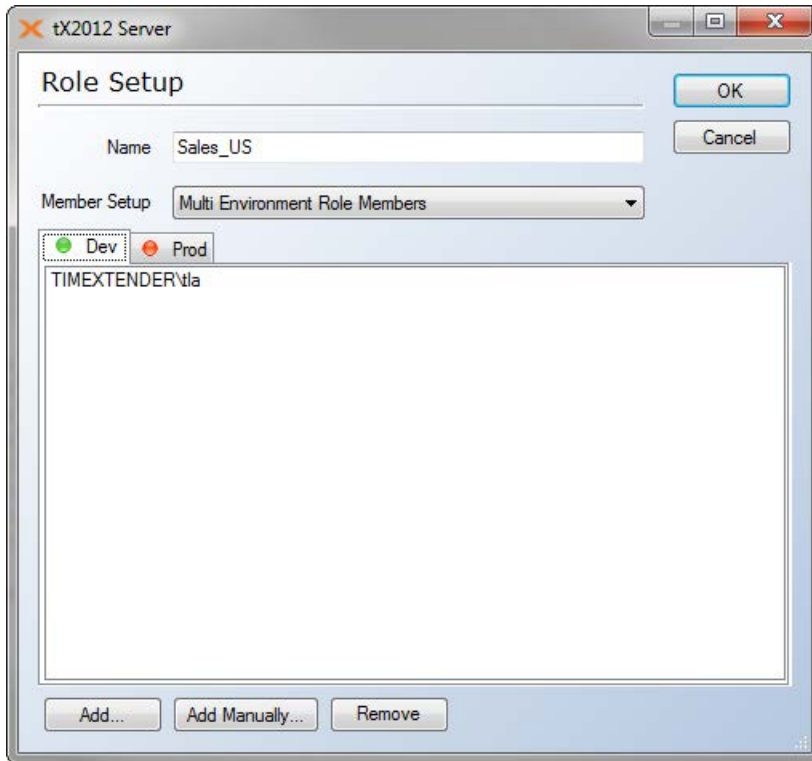 tX2012 Server
Role Setup
OK
Name Sales_US
Cancel
Member Setup Multi Environment Role Members
Dev Prod
TIMEXTENDER\tla
Add... Add Manually... Remove